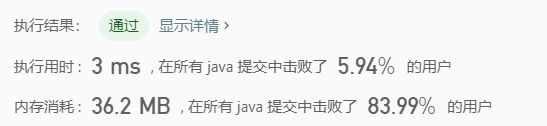 执行结果： 通过 显示详情 ›
执行用时：3 ms , 在所有 java 提交中击败了 5.94% 的用户
内存消耗：36.2 MB , 在所有 java 提交中击败了 83.99% 的用户